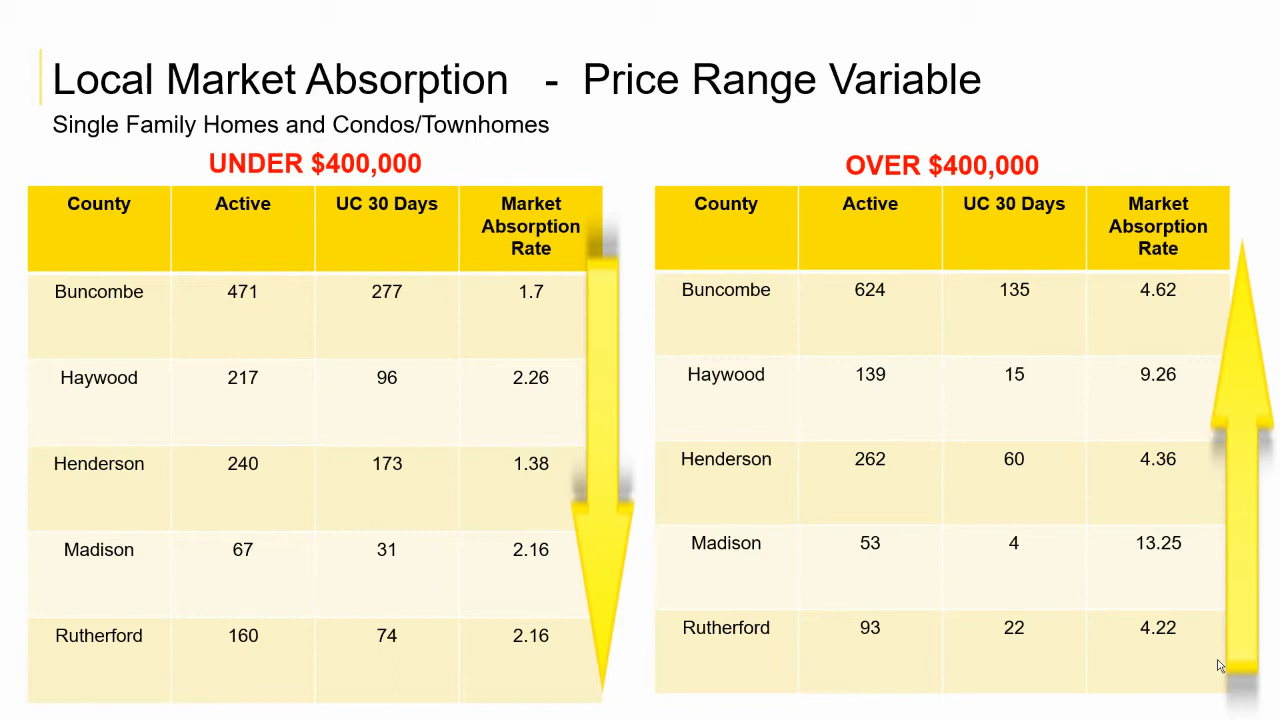 Local Market Absorption - Price Range Variable
Single Family Homes and Condos/Townhomes
UNDER $400,000
County Active UC 30 Days Market Absorption Rate
Buncombe 471 277 1.7
Haywood 217 96 2.26
Henderson 240 173 1.38
Madison 67 31 2.16
Rutherford 160 74 2.16
OVER $400,000
County Active UC 30 Days Market Absorption Rate
Buncombe 624 135 4.62
Haywood 139 15 9.26
Henderson 262 60 4.36
Madison 53 4 13.25
Rutherford 93 22 4.22